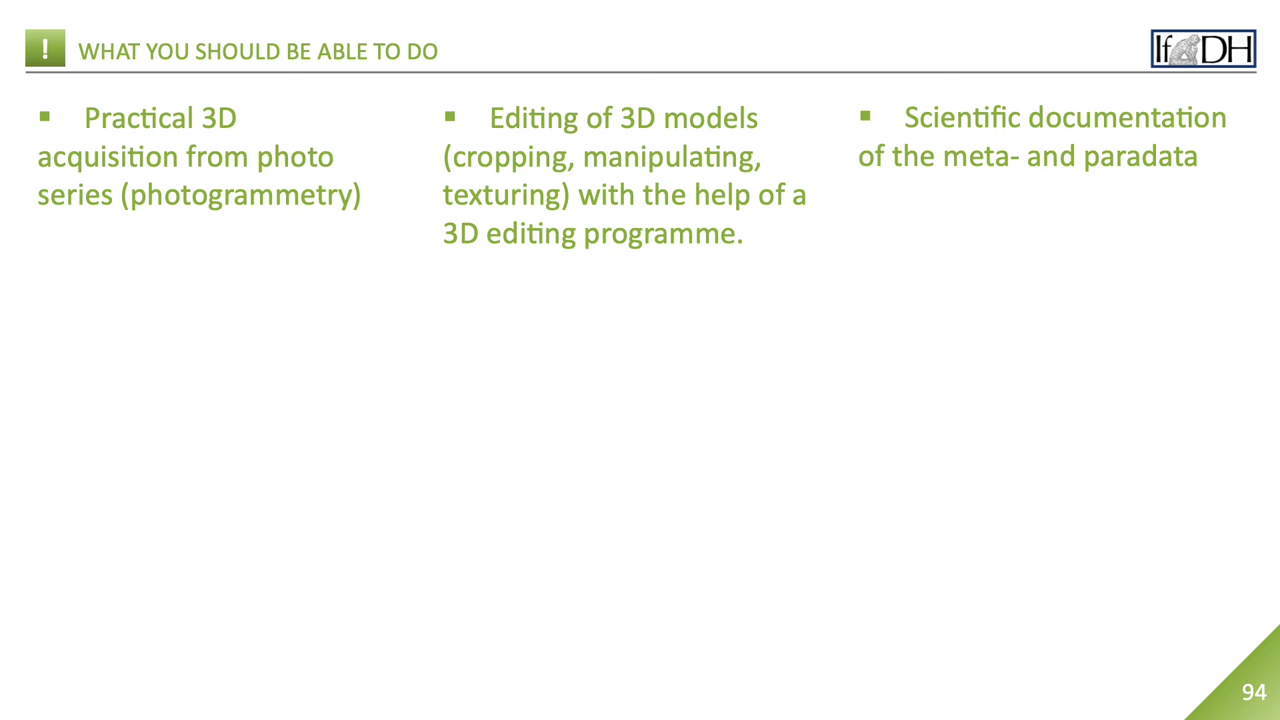 ! WHAT YOU SHOULD BE ABLE TO DO
IfDH
▪ Practical 3D
acquisition from photo
series (photogrammetry)
▪ Editing of 3D models
(cropping, manipulating,
texturing) with the help of a
3D editing programme.
▪ Scientific documentation
of the meta- and paradata
94